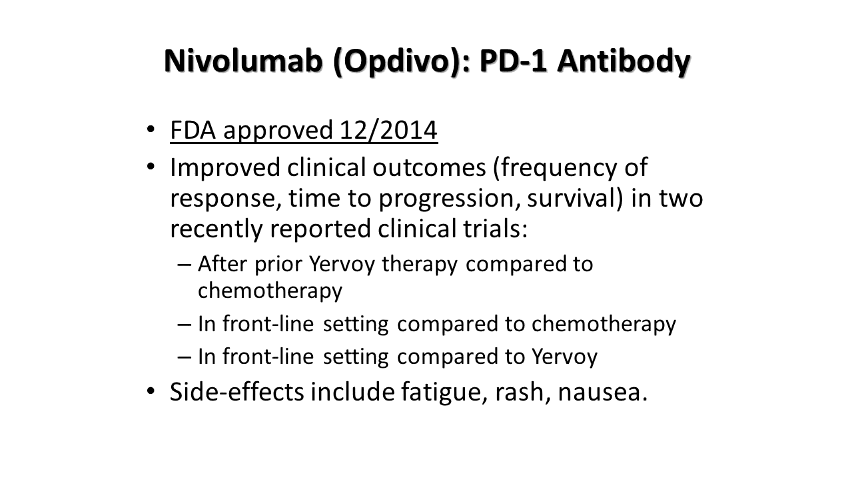 Nivolumab (Opdivo): PD-1 Antibody
• FDA approved 12/2014
• Improved clinical outcomes (frequency of
response, time to progression, survival) in two
recently reported clinical trials:
– After prior Yervoy therapy compared to
chemotherapy
– In front-line setting compared to chemotherapy
– In front-line setting compared to Yervoy
• Side-effects include fatigue, rash, nausea.